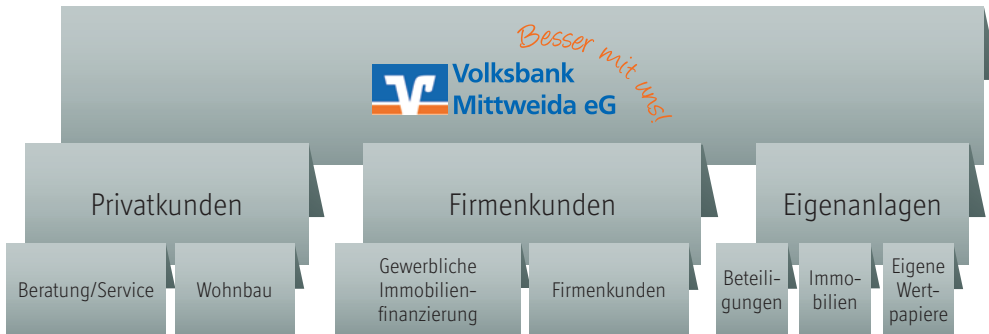 Besser mit uns!
Volksbank
Mittweida eG
Privatkunden
Firmenkunden
Eigenanlagen
Beratung/Service
Wohnbau
Gewerbliche
Immobilien-
finanzierung
Firmenkunden
Beteili-
gungen
Immo-
bilien
Eigene
Wert-
papiere